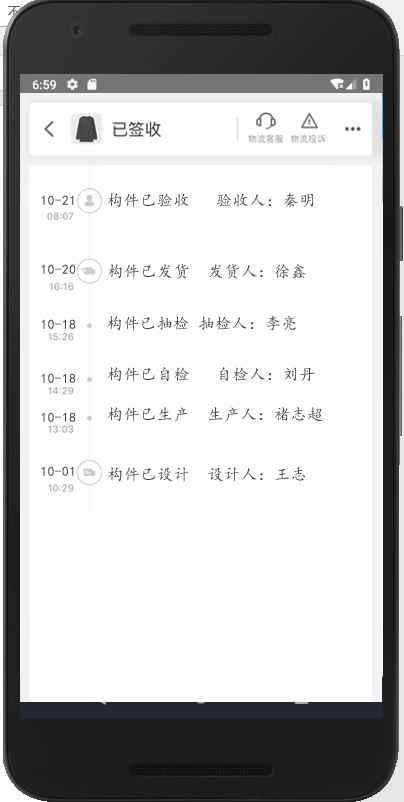 不
6:59
已签收
物流客服 物流投诉
10-21 构件已验收 验收人：秦明
08:07
10-20 构件已发货 发货人：徐鑫
16:16
10-18 构件已抽检 抽检人：李亮
15:26
10-18 构件已自检 自检人：刘丹
14:29
10-18 构件已生产 生产人：褚志超
13:03
10-01 构件已设计 设计人：王志
10:29